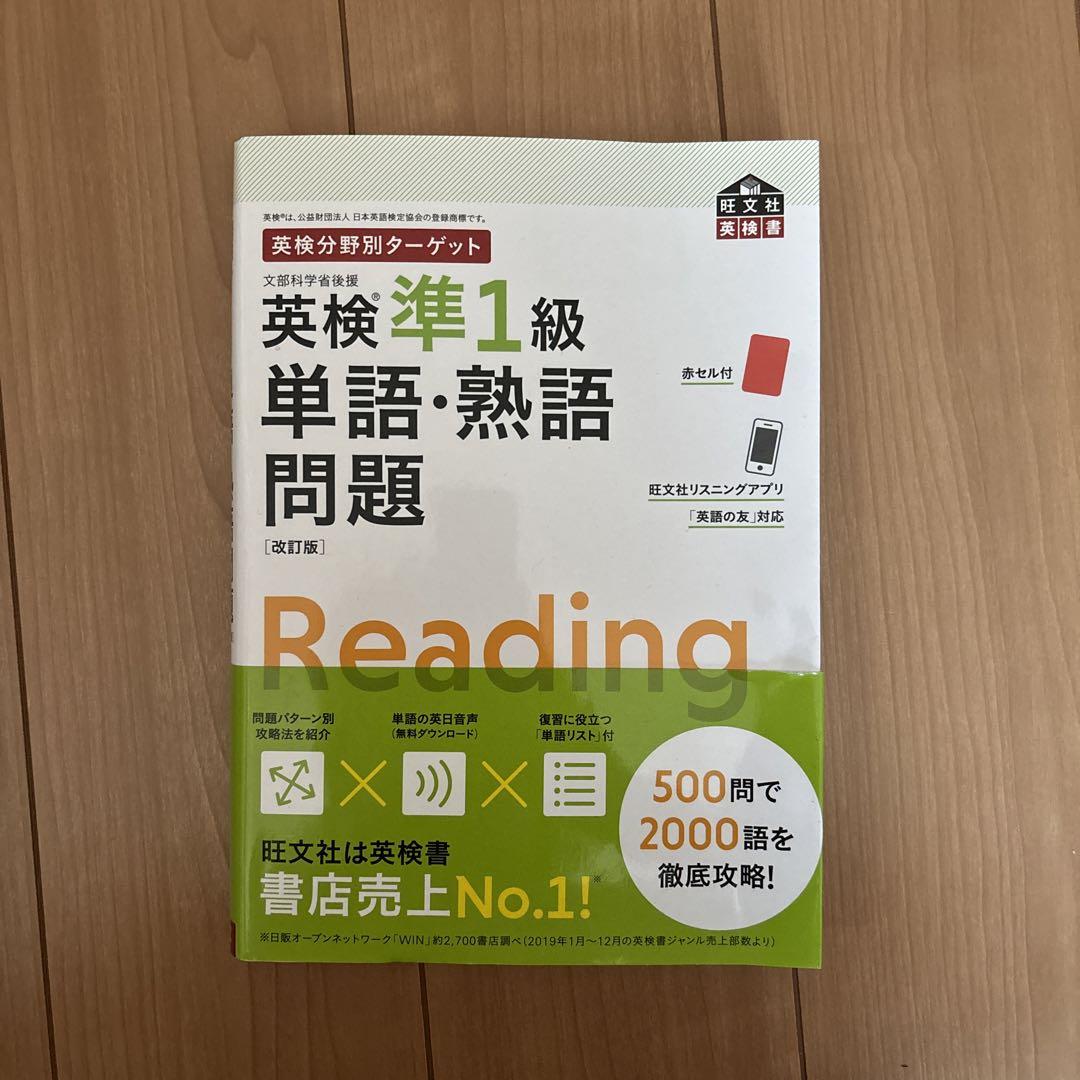 英検®は、公益財団法人 日本英語検定協会の登録商標です。
旺文社
英検書
英検分野別ターゲット
文部科学省後援
英検®準1級
単語・熟語
問題
[改訂版]
赤セル付
旺文社リスニングアプリ
「英語の友」対応
Reading
問題パターン別
攻略法を紹介
単語の英日音声
(無料ダウンロード)
復習に役立つ
「単語リスト」付
500問で
2000語を
徹底攻略!
旺文社は英検書
書店売上No.1!※
※日販オープンネットワーク「WIN」約2,700書店調べ(2019年1月〜12月の英検書ジャンル売上部数より)